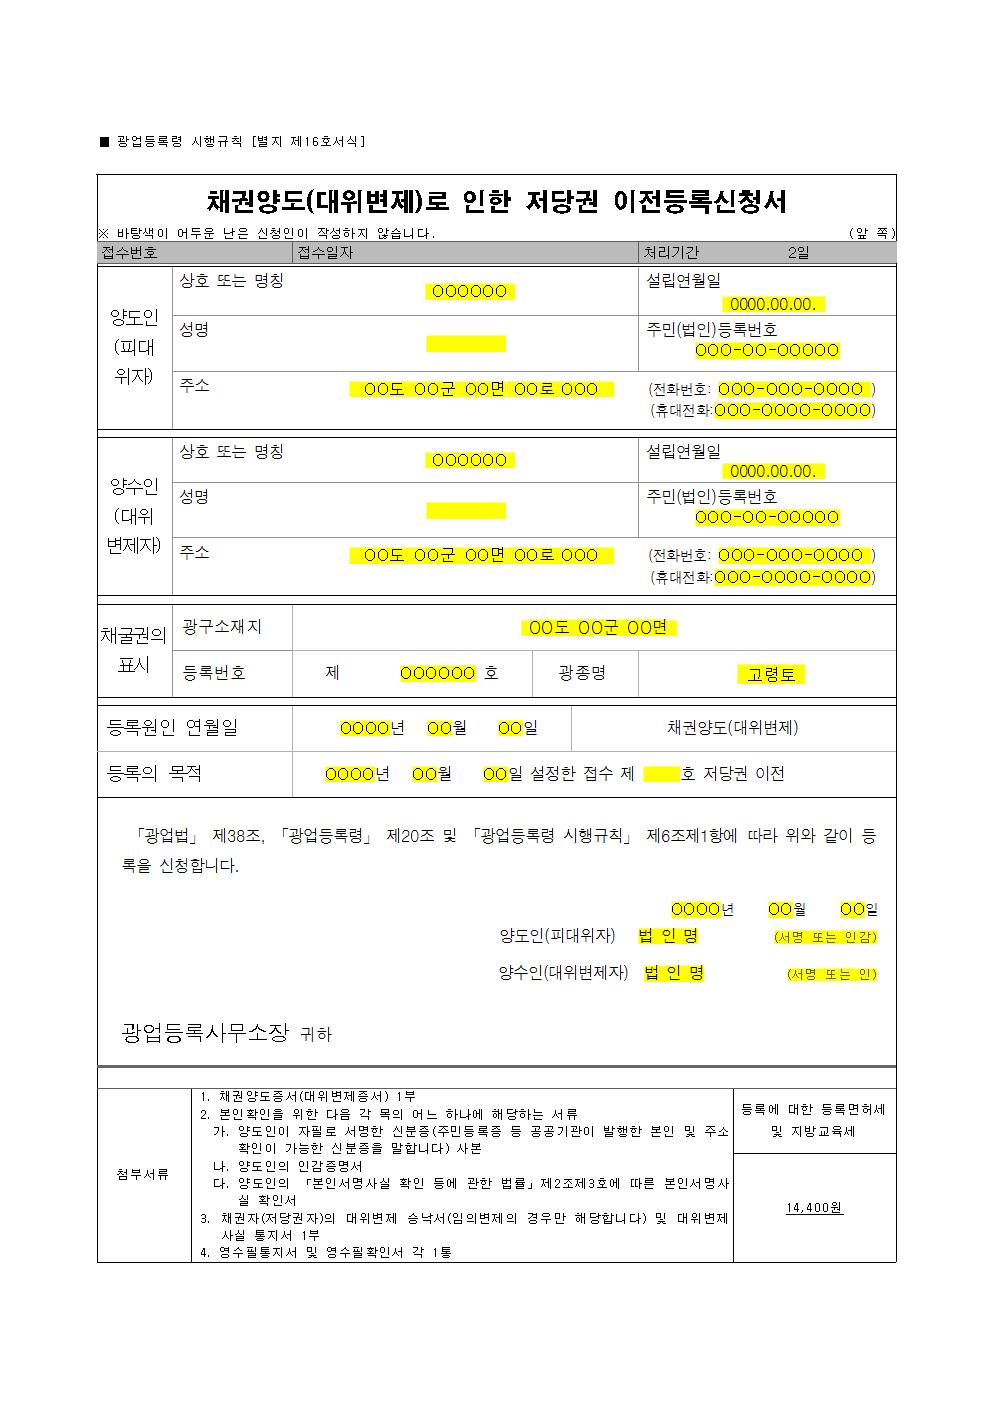 ■ 광업등록령 시행규칙 [별지 제16호서식]
채권양도(대위변제)로 인한 저당권 이전등록신청서
※ 바탕색이 어두운 난은 신청인이 작성하지 않습니다. (앞 쪽)
접수번호 접수일자 처리기간 2일
양도인
(피대
위자)
상호 또는 명칭 OOOOOO 설립연월일 0000.00.00.
성명 주민(법인)등록번호 OOO-OO-OOOOO
주소 OO도 OO군 OO면 OO로 OOO (전화번호: OOO-OOO-OOOO )
(휴대전화:OOO-OOOO-OOOO)
양수인
(대위
변제자)
상호 또는 명칭 OOOOOO 설립연월일 0000.00.00.
성명 주민(법인)등록번호 OOO-OO-OOOOO
주소 OO도 OO군 OO면 OO로 OOO (전화번호: OOO-OOO-OOOO )
(휴대전화:OOO-OOOO-OOOO)
채굴권의
표시
광구소재지 OO도 OO군 OO면
등록번호 제 OOOOOO 호 광종명 고령토
등록원인 연월일 OOOO년 OO월 OO일 채권양도(대위변제)
등록의 목적 OOOO년 OO월 OO일 설정한 접수 제 호 저당권 이전
「광업법」 제38조, 「광업등록령」 제20조 및 「광업등록령 시행규칙」 제6조제1항에 따라 위와 같이 등
록을 신청합니다.
OOOO년 OO월 OO일
양도인(피대위자) 법 인 명 (서명 또는 인감)
양수인(대위변제자) 법 인 명 (서명 또는 인)
광업등록사무소장 귀하
첨부서류
1. 채권양도증서(대위변제증서) 1부
2. 본인확인을 위한 다음 각 목의 어느 하나에 해당하는 서류
가. 양도인이 자필로 서명한 신분증(주민등록증 등 공공기관이 발행한 본인 및 주소
확인이 가능한 신분증을 말합니다) 사본
나. 양도인의 인감증명서
다. 양도인의 「본인서명사실 확인 등에 관한 법률」제2조제3호에 따른 본인서명사
실 확인서
3. 채권자(저당권자)의 대위변제 승낙서(임의변제의 경우만 해당합니다) 및 대위변제
사실 통지서 1부
4. 영수필통지서 및 영수필확인서 각 1통
등록에 대한 등록면허세
및 지방교육세
14,400원